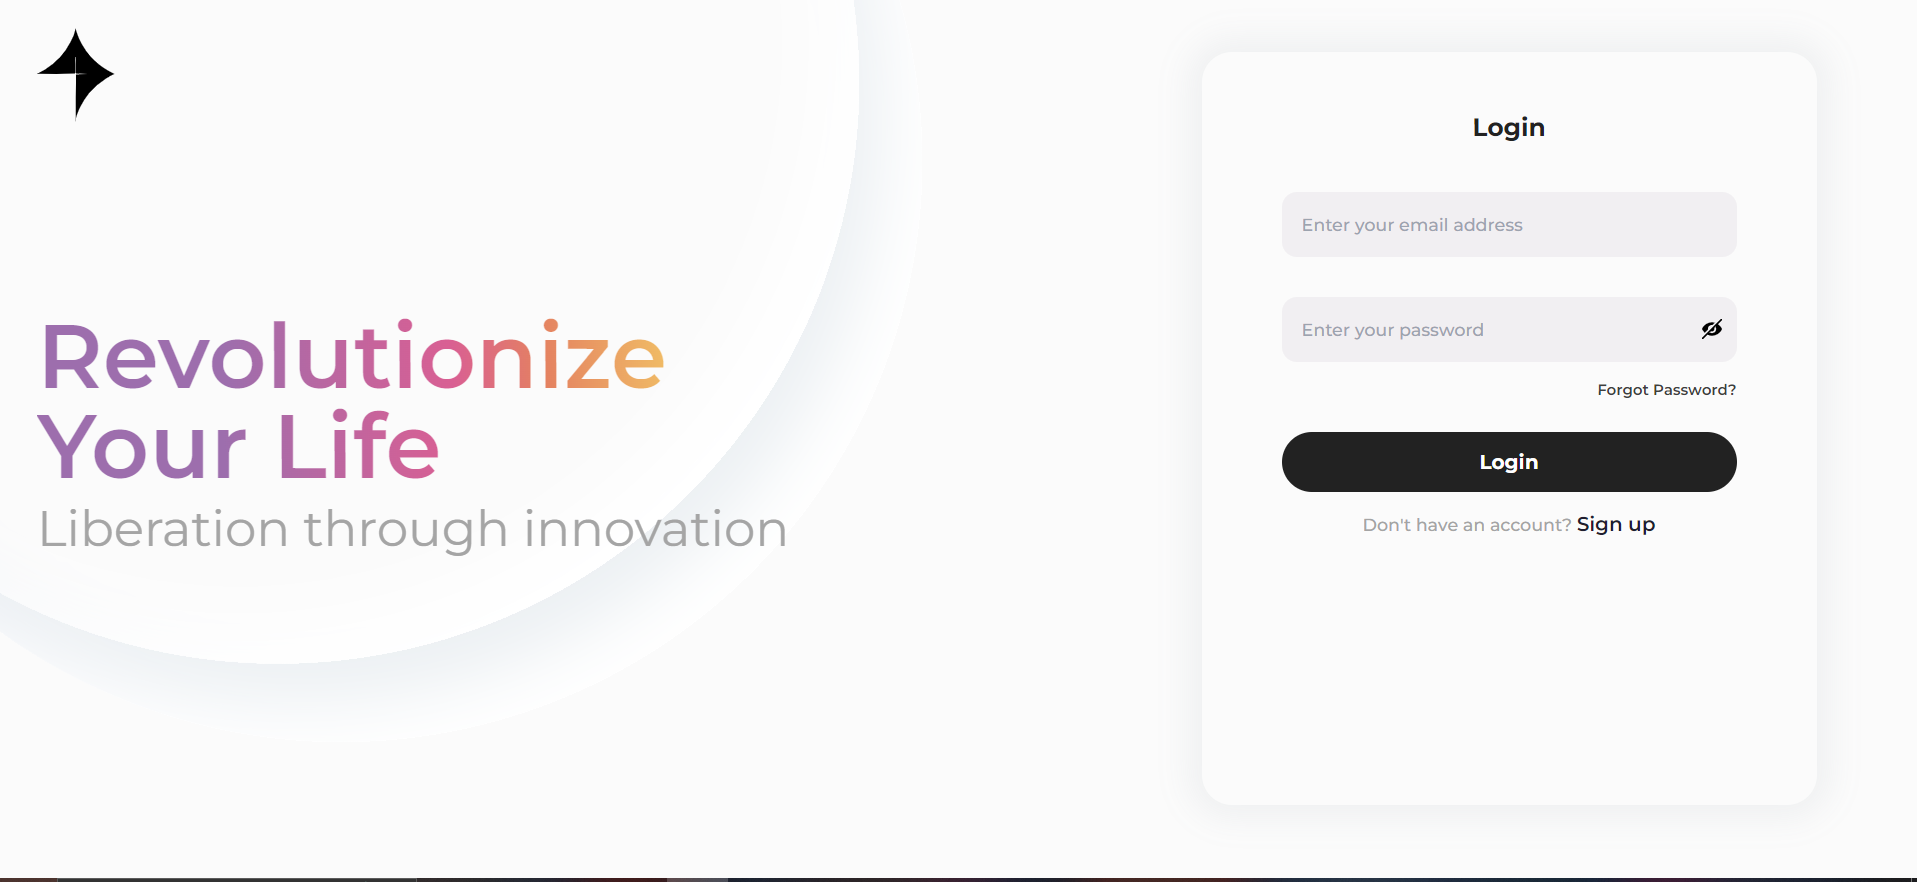 Revolutionize
Your Life
Liberation through innovation
Login
Enter your email address
Enter your password
Forgot Password?
Login
Don't have an account? Sign up